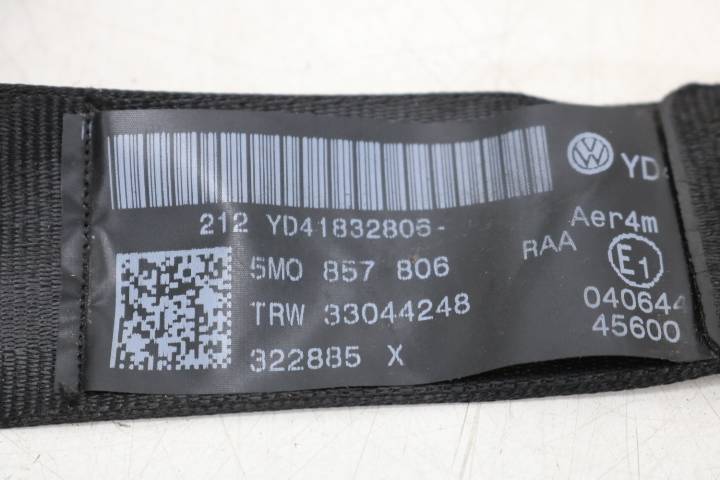 212 YD41832806-
5M0 857 806
TRW 33044248
322885 X
YD
Aer4m
RAA E1
040644
45600